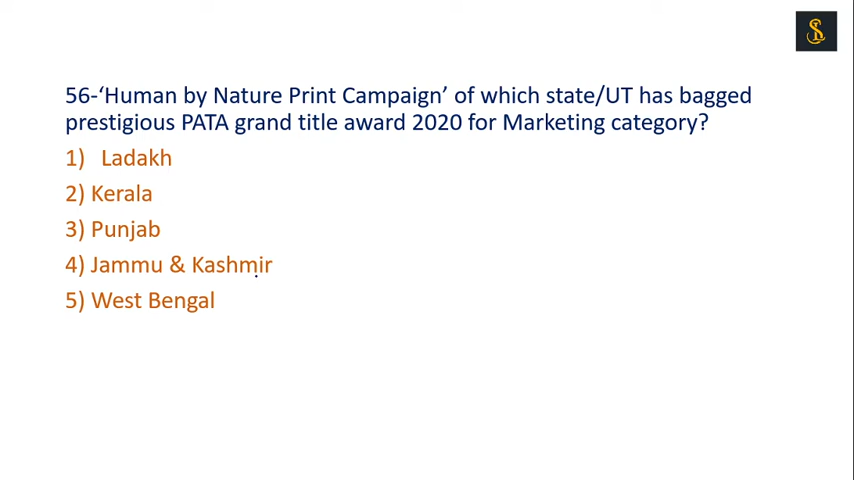 56-‘Human by Nature Print Campaign’ of which state/UT has bagged
prestigious PATA grand title award 2020 for Marketing category?
1) Ladakh
2) Kerala
3) Punjab
4) Jammu & Kashmir
5) West Bengal